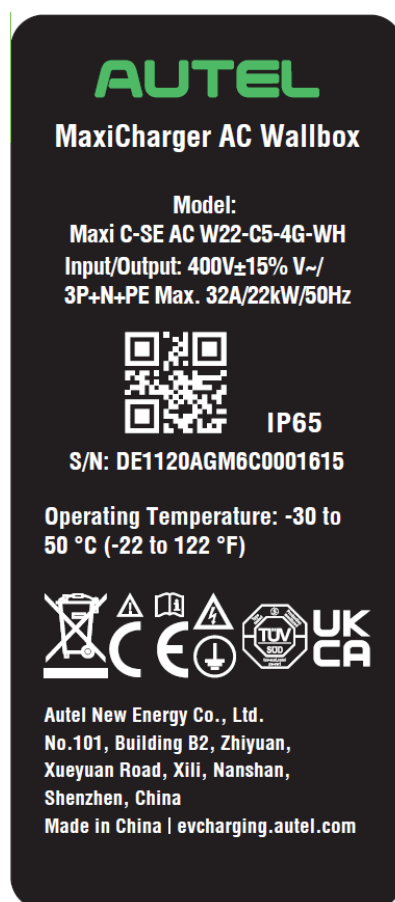 AUTEL
MaxiCharger AC Wallbox
Model:
Maxi C-SE AC W22-C5-4G-WH
Input/Output: 400V±15% V~/
3P+N+PE Max. 32A/22kW/50Hz
IP65
S/N: DE1120AGM6C0001615
Operating Temperature: -30 to
50 °C (-22 to 122 °F)
CE
TÜV
SÜD
UK
CA
Autel New Energy Co., Ltd.
No.101, Building B2, Zhiyuan,
Xueyuan Road, Xili, Nanshan,
Shenzhen, China
Made in China | evcharging.autel.com